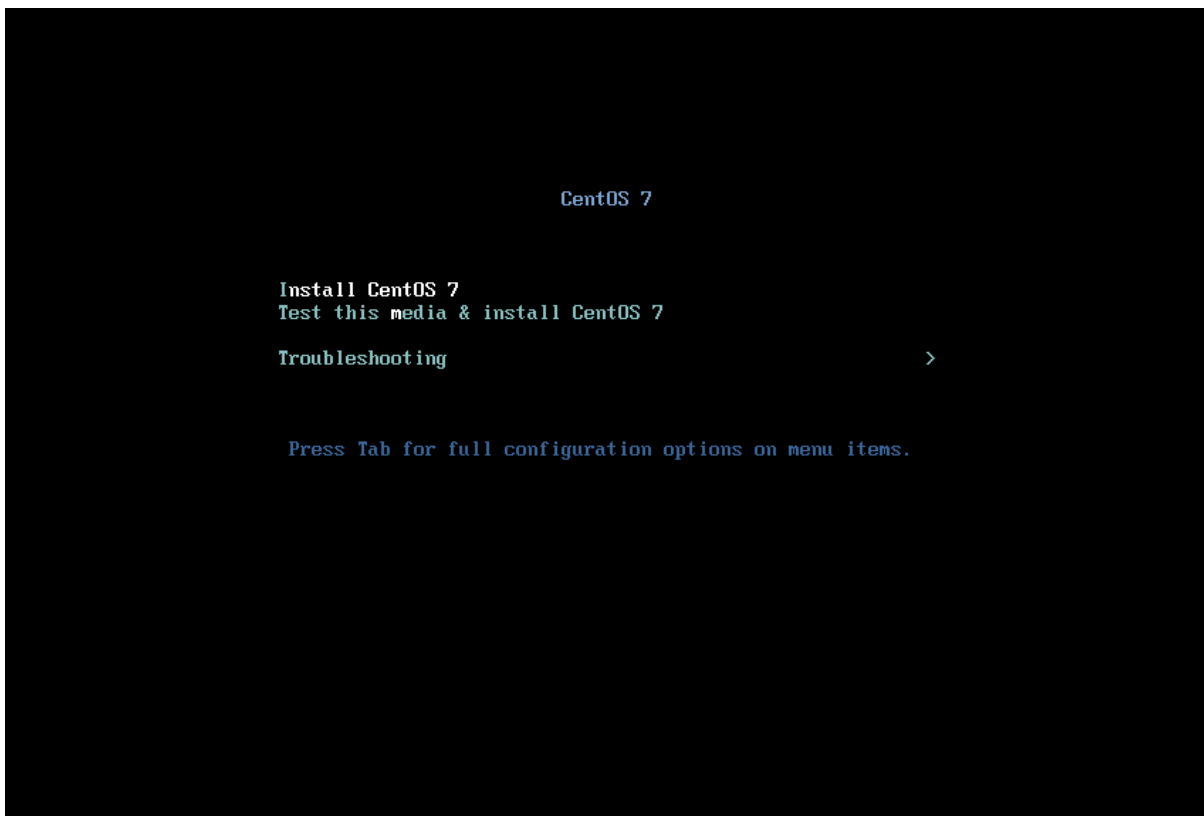 CentOS 7
Install CentOS 7
Test this media & install CentOS 7
Troubleshooting >
Press Tab for full configuration options on menu items.